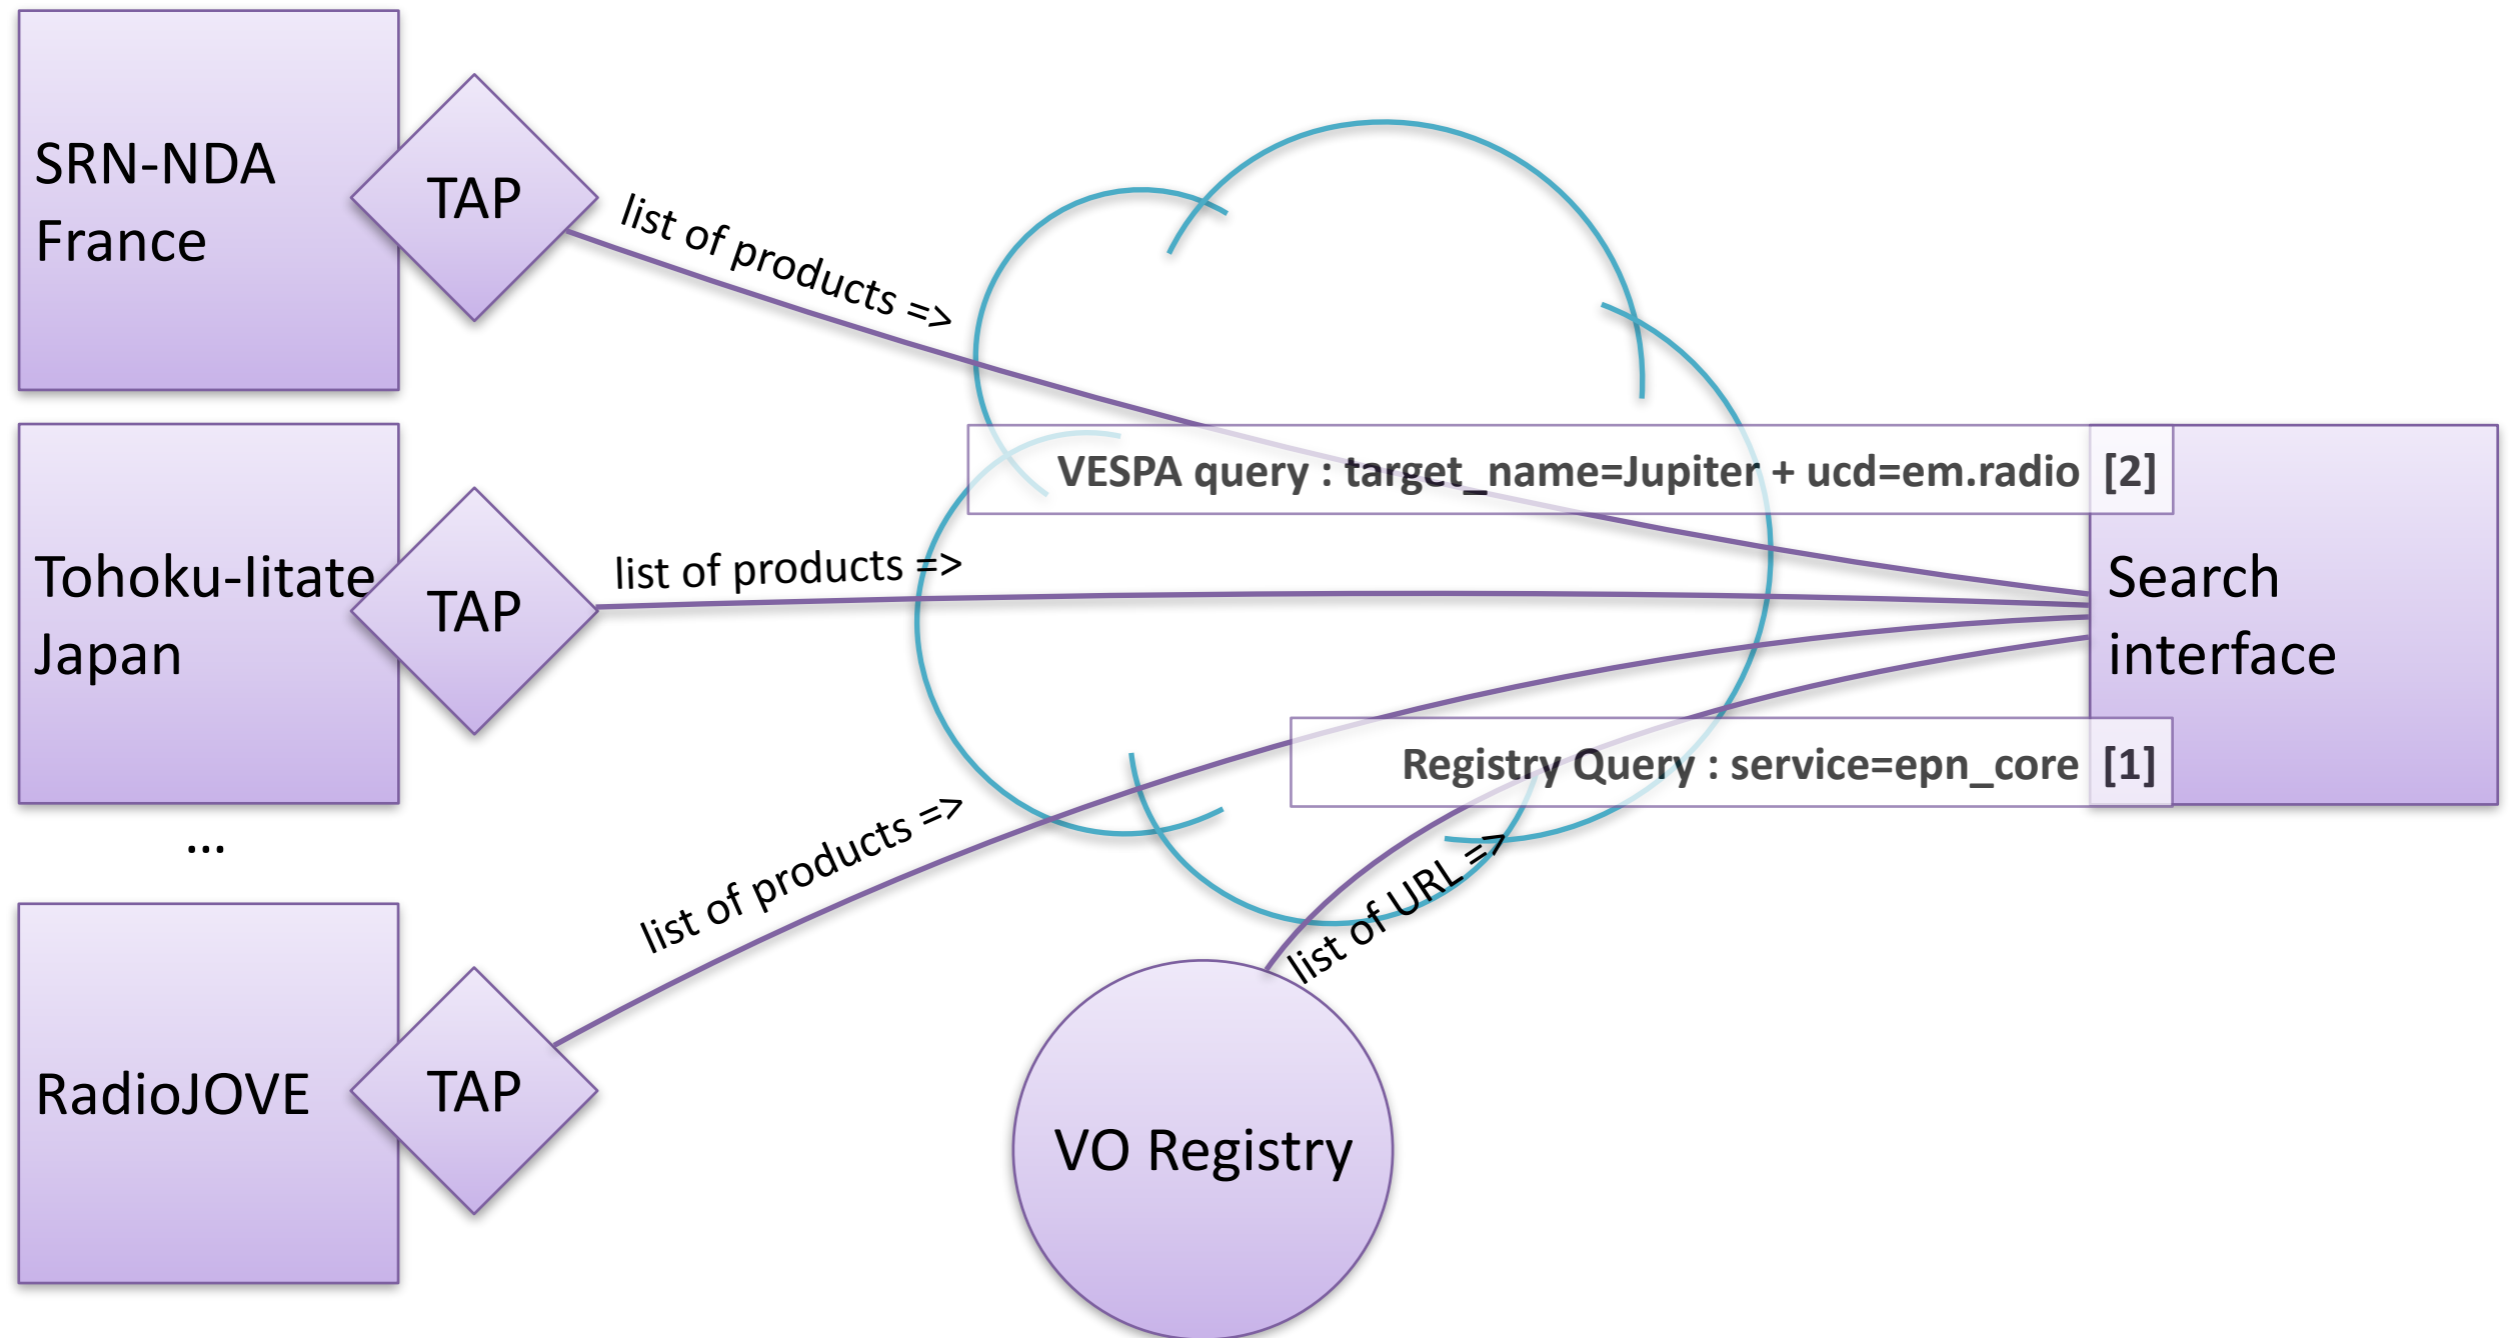 SRN-NDA
France
TAP
list of products =>
VESPA query : target_name=Jupiter + ucd=em.radio [2]
Tohoku-Iitate
Japan
TAP
list of products =>
Search
interface
Registry Query : service=epn_core [1]
...
list of products =>
list of URL =>
RadioJOVE
TAP
VO Registry